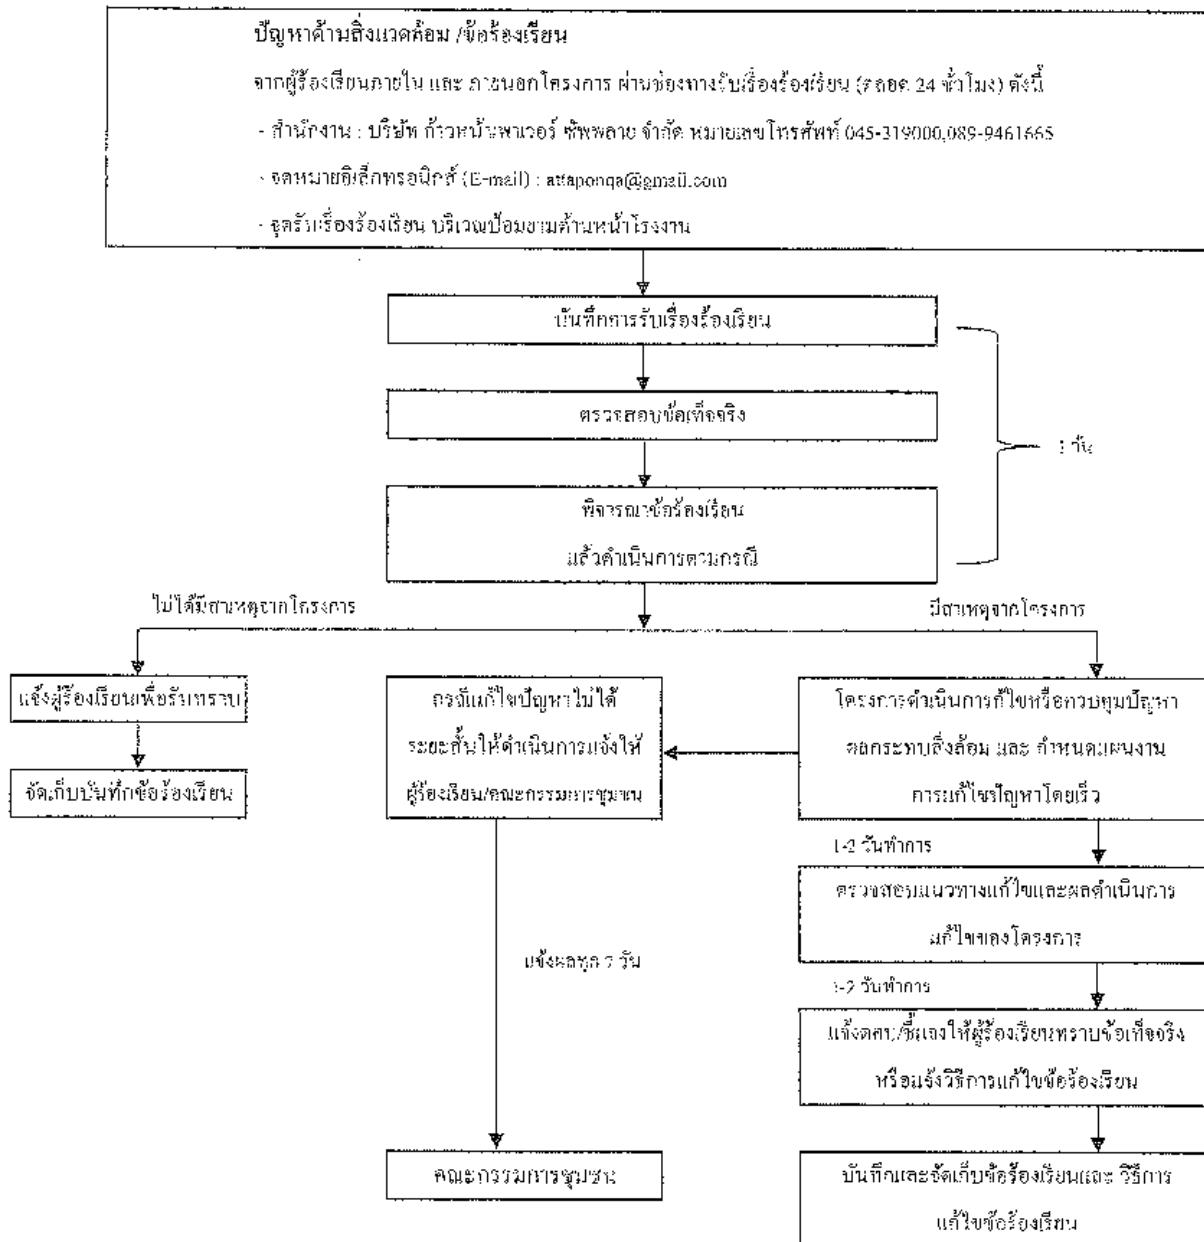 ปัญหาด้านสิ่งแวดล้อม /ข้อร้องเรียน
จากผู้ร้องเรียนภายใน และ ภายนอกโครงการ ผ่านช่องทางรับเรื่องร้องเรียน (ตลอด 24 ชั่วโมง) ดังนี้
- สำนักงาน : บริษัท ก้าวหน้าเพาเวอร์ ซัพพลาย จำกัด หมายเลขโทรศัพท์ 045-319000,089-9461665
- จดหมายอิเล็กทรอนิกส์ (E-mail) : attaponqa@gmail.com
- จุดรับเรื่องร้องเรียน บริเวณป้อมยามด้านหน้าโรงงาน
บันทึกการรับเรื่องร้องเรียน
ตรวจสอบข้อเท็จจริง
วัน
พิจารณาข้อร้องเรียน
แล้วดำเนินการตามกรณี
ไม่ได้มีสาเหตุจากโครงการ
มีสาเหตุจากโครงการ
แจ้งผู้ร้องเรียนเพื่อรับทราบ
จัดเก็บบันทึกข้อร้องเรียน
กรณีแก้ไขปัญหาไม่ได้
ระยะสั้นให้ดำเนินการแจ้งให้
ผู้ร้องเรียน/คณะกรรมการชุมชน
โครงการดำเนินการก้ไขหรือควบคุมปัญหา
ผลกระทบสิ่งล้อม และ กำหนดแผนงาน
การแก้ไขปัญหาโดยเร็ว
1-2 วันทำการ
ตรวจสอบแนวทางแก้ไขและผลดำเนินการ
แก้ไขของโครงการ
แจ้งผลทุก 7 วัน
1-2 วันทำการ
แจ้งตอบ/ชี้แจงให้ผู้ร้องเรียนทราบข้อเท็จจริง
หรือแจ้งวิธีการแก้ไขข้อร้องเรียน
คณะกรรมการชุมชน
บันทึกและจัดเก็บข้อร้องเรียนและ วิธีการ
แก้ไขข้อร้องเรียน